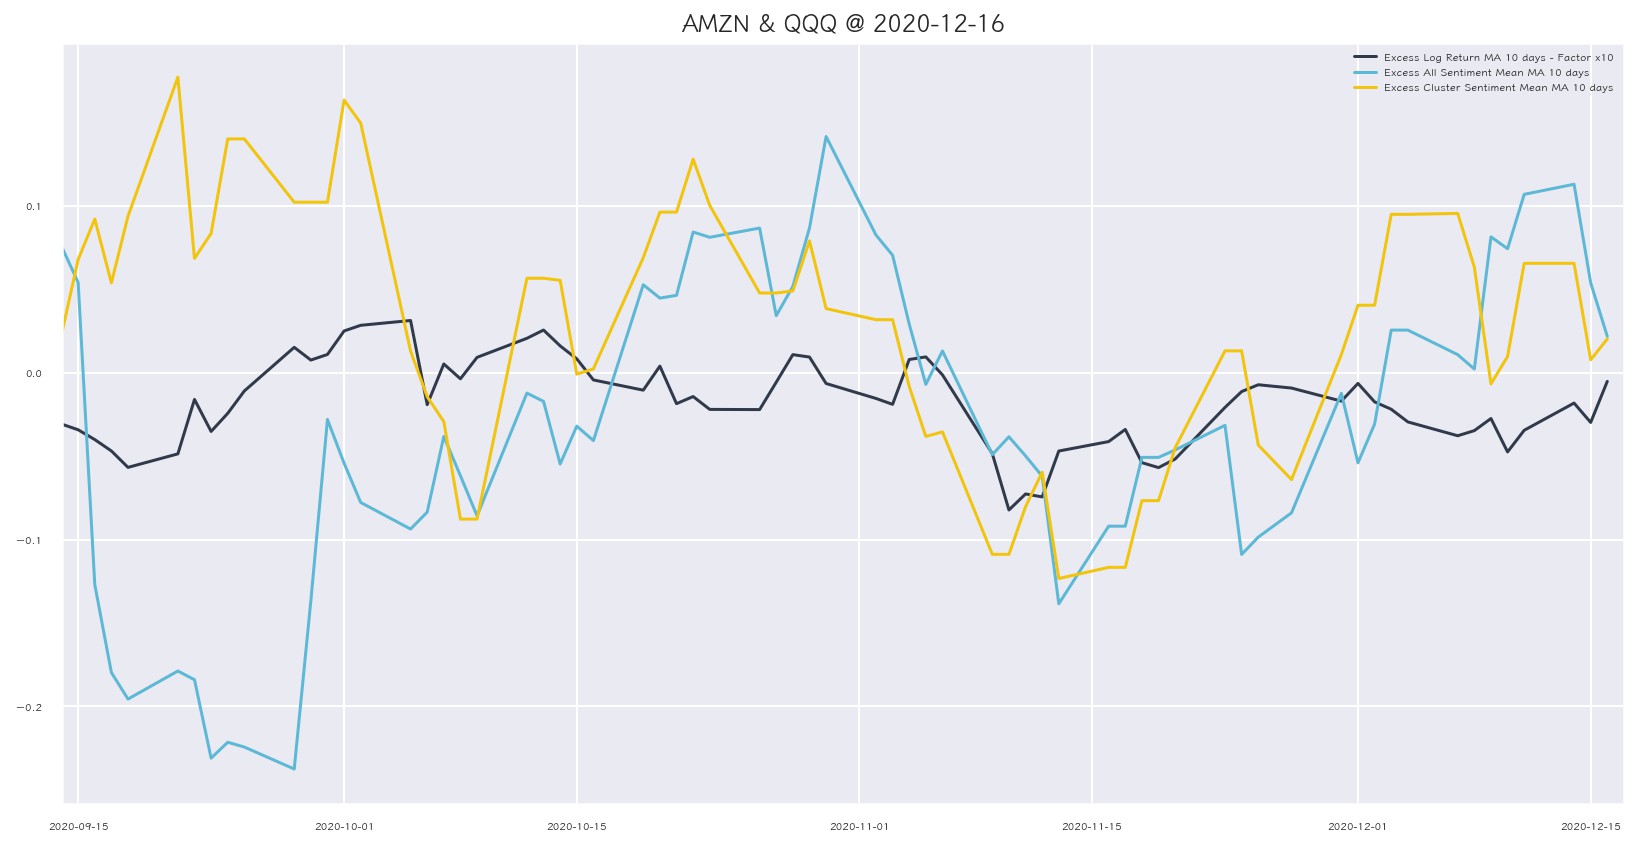 AMZN & QQQ @ 2020-12-16
Excess Log Return MA 10 days - Factor x10
Excess All Sentiment Mean MA 10 days
Excess Cluster Sentiment Mean MA 10 days
0.1
0.0
−0.1
−0.2
2020-09-15 2020-10-01 2020-10-15 2020-11-01 2020-11-15 2020-12-01 2020-12-15